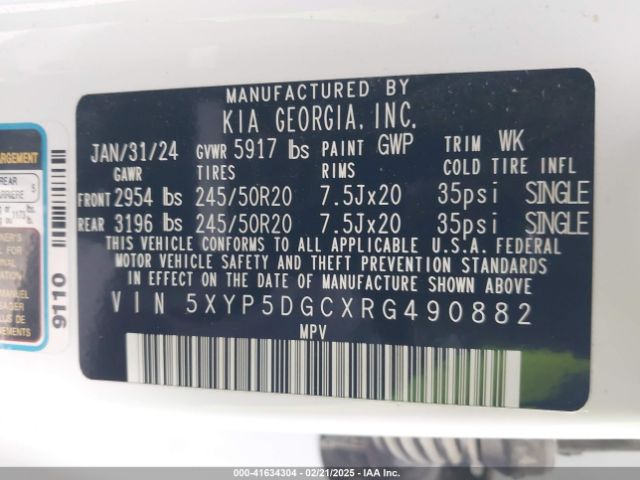 MANUFACTURED BY
KIA GEORGIA, INC.
JAN/31/24 GVWR 5917 lbs PAINT GWP TRIM WK
GAWR TIRES RIMS COLD TIRE INFL
FRONT 2954 lbs 245/50R20 7.5Jx20 35psi SINGLE
REAR 3196 lbs 245/50R20 7.5Jx20 35psi SINGLE
THIS VEHICLE CONFORMS TO ALL APPLICABLE U.S.A. FEDERAL
MOTOR VEHICLE SAFETY AND THEFT PREVENTION STANDARDS
IN EFFECT ON THE DATE OF MANUFACTURE SHOWN ABOVE.
VIN 5XYP5DGCXRG490882
MPV
ARGEMENT
REAR
5
9110
000-41634304 — 02/21/2025 — IAA Inc.